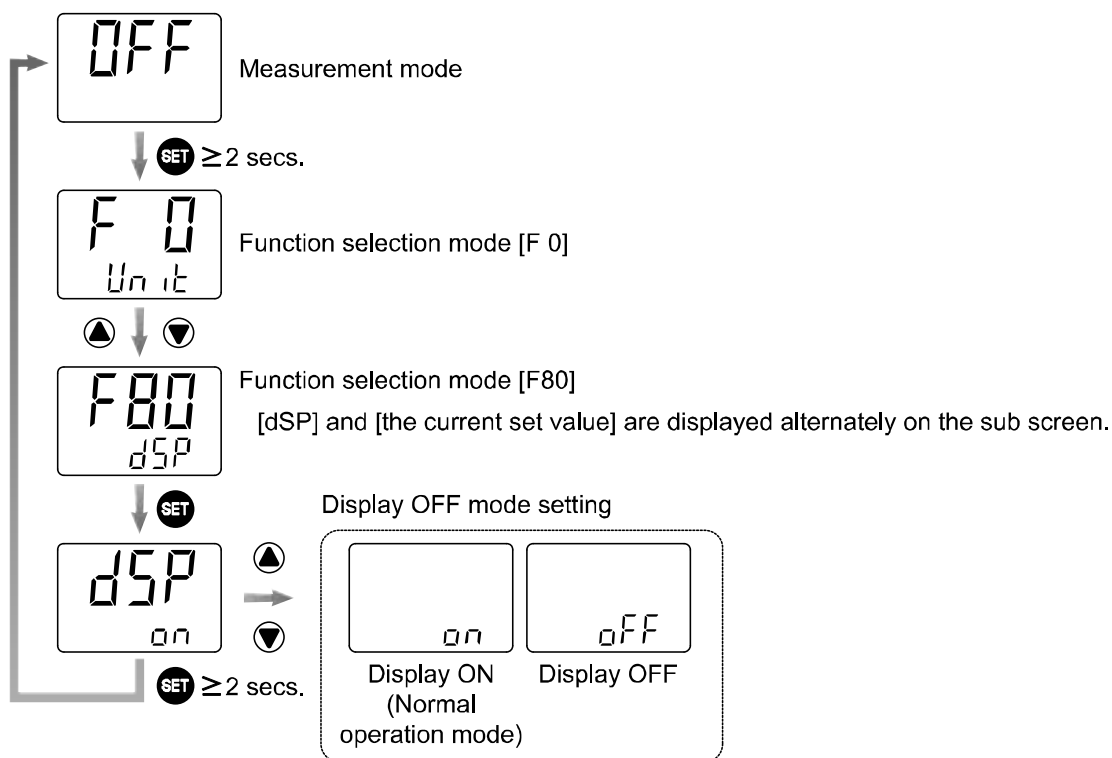 OFF
Measurement mode
SET ≧2 secs.
F 0
Unit
Function selection mode [F 0]
F80
dSP
Function selection mode [F80]
[dSP] and [the current set value] are displayed alternately on the sub screen.
SET
Display OFF mode setting
dSP
on
on
oFF
Display ON
(Normal
operation mode)
Display OFF
SET ≧2 secs.